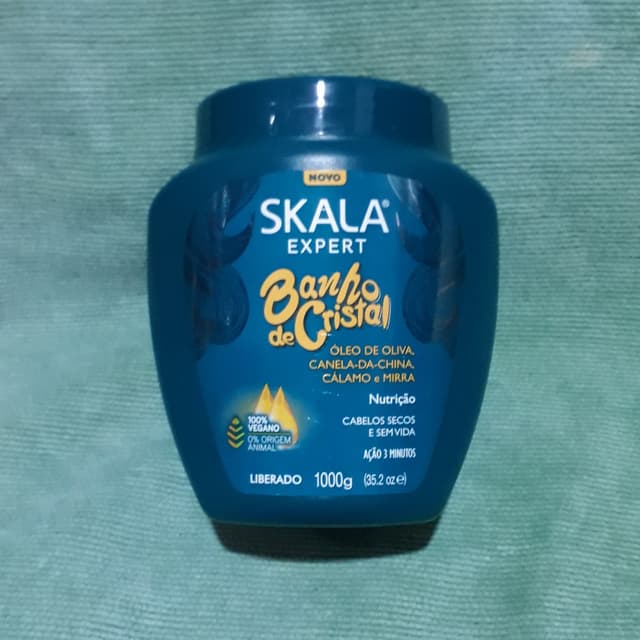 NOVO
SKALA®
EXPERT
Banho
de Cristal
ÓLEO DE OLIVA,
CANELA-DA-CHINA,
CÁLAMO e MIRRA
Nutrição
CABELOS SECOS
E SEM VIDA
AÇÃO 3 MINUTOS
100%
VEGANO
0% ORIGEM
ANIMAL
LIBERADO 1000g (35.2 oz e)